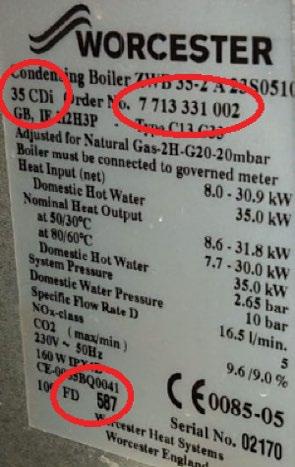 WORCESTER
Condensing Boiler ZWB 35-2 A 23S0510
35 CDi Order No. 7 713 331 002
GB, IE H2H3P - Type C13 C33
Adjusted for Natural Gas-2H-G20-20mbar
Boiler must be connected to governed meter
Heat Input (net) 8.0 - 30.9 kW
Domestic Hot Water 35.0 kW
Nominal Heat Output
at 50/30°C 8.6 - 31.8 kW
at 80/60°C 7.7 - 30.0 kW
Domestic Hot Water 35.0 kW
System Pressure 2.65 bar
Domestic Water Pressure 10 bar
Specific Flow Rate D 16.5 l/min.
NOx-class 5
CO2 (max/min) 9.6/9.0 %
230V ~ 50Hz
160 W
CE 0085-05
FD 587
Serial No. 02170
Worcester Heat Systems
Worcester England